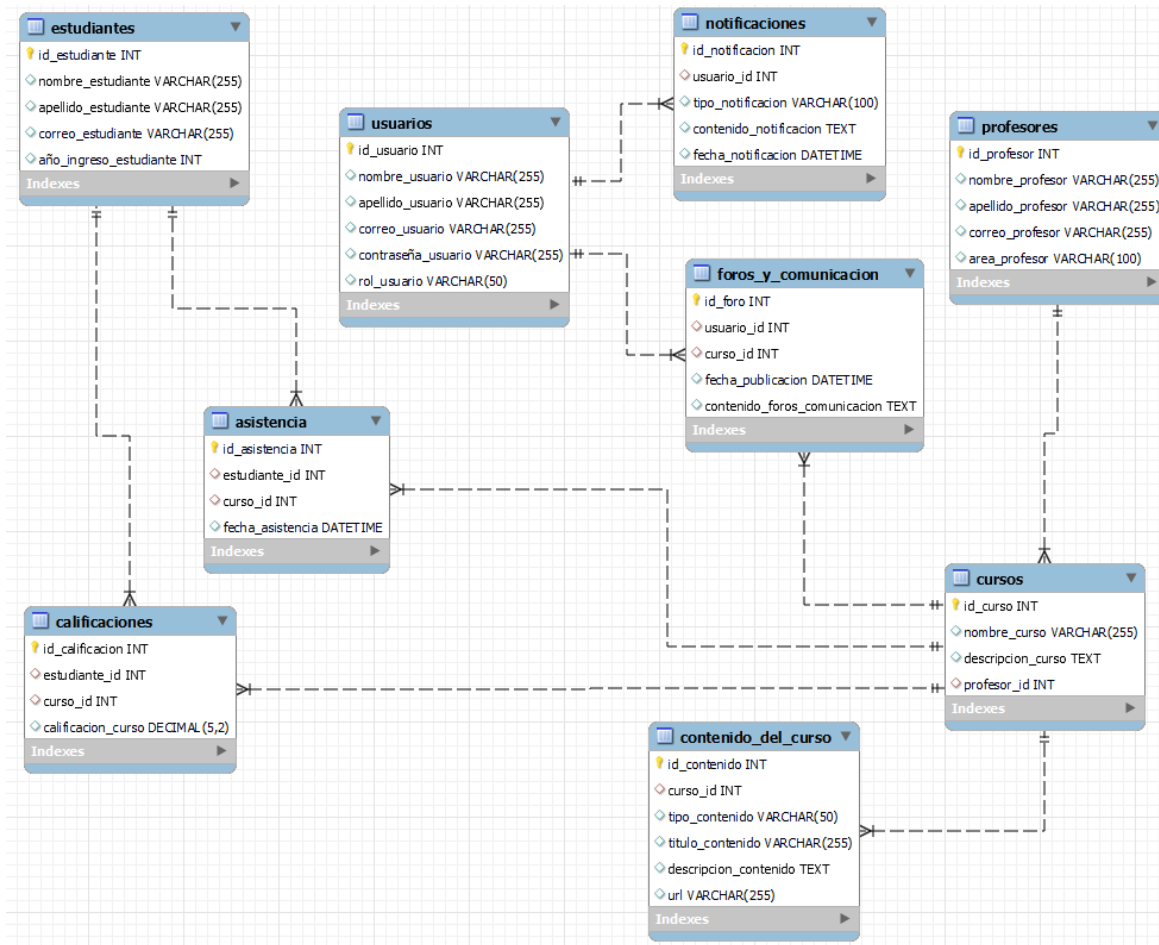 estudiantes
id_estudiante INT
nombre_estudiante VARCHAR(255)
apellido_estudiante VARCHAR(255)
correo_estudiante VARCHAR(255)
año_ingreso_estudiante INT
Indexes
usuarios
id_usuario INT
nombre_usuario VARCHAR(255)
apellido_usuario VARCHAR(255)
correo_usuario VARCHAR(255)
contraseña_usuario VARCHAR(255)
rol_usuario VARCHAR(50)
Indexes
notificaciones
id_notificacion INT
usuario_id INT
tipo_notificacion VARCHAR(100)
contenido_notificacion TEXT
fecha_notificacion DATETIME
Indexes
profesores
id_profesor INT
nombre_profesor VARCHAR(255)
apellido_profesor VARCHAR(255)
correo_profesor VARCHAR(255)
area_profesor VARCHAR(100)
Indexes
foros_y_comunicacion
id_foro INT
usuario_id INT
curso_id INT
fecha_publicacion DATETIME
contenido_foros_comunicacion TEXT
Indexes
asistencia
id_asistencia INT
estudiante_id INT
curso_id INT
fecha_asistencia DATETIME
Indexes
calificaciones
id_calificacion INT
estudiante_id INT
curso_id INT
calificacion_curso DECIMAL(5,2)
Indexes
cursos
id_curso INT
nombre_curso VARCHAR(255)
descripcion_curso TEXT
profesor_id INT
Indexes
contenido_del_curso
id_contenido INT
curso_id INT
tipo_contenido VARCHAR(50)
titulo_contenido VARCHAR(255)
descripcion_contenido TEXT
url VARCHAR(255)
Indexes